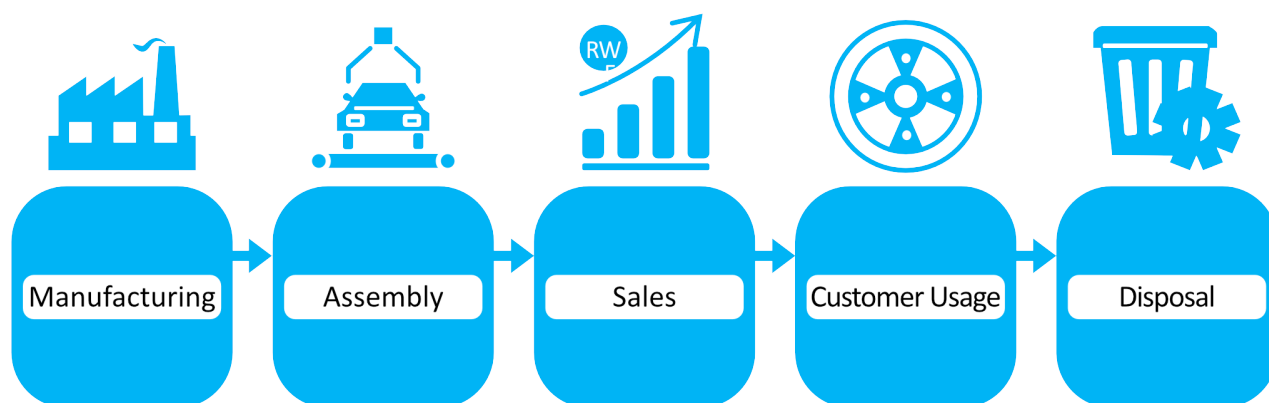 RW
Manufacturing
Assembly
Sales
Customer Usage
Disposal